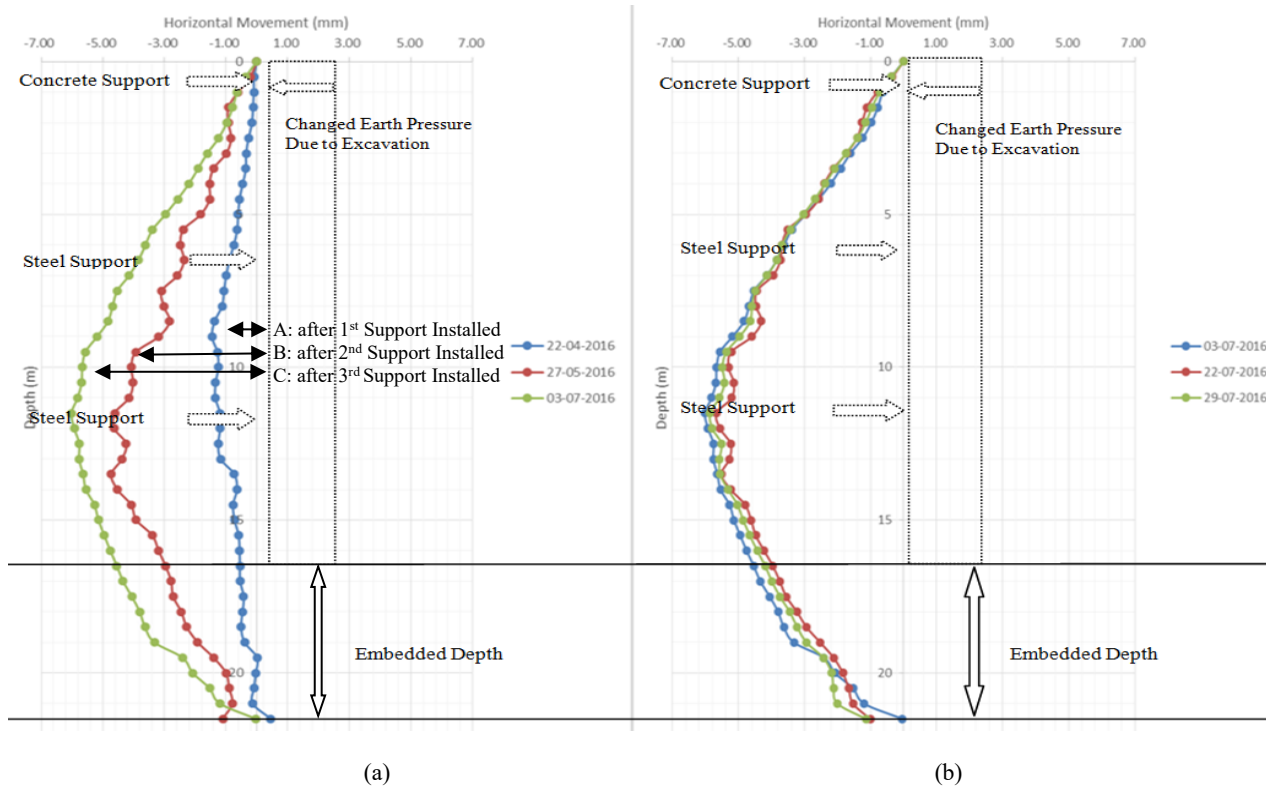 Horizontal Movement (mm)
-7.00 -5.00 -3.00 -1.00 1.00 3.00 5.00 7.00
0
Concrete Support
Changed Earth Pressure
Due to Excavation
5
Steel Support
A: after 1st Support Installed
B: after 2nd Support Installed
C: after 3rd Support Installed
10
Depth (m)
Steel Support
15
20
Embedded Depth
22-04-2016
27-05-2016
03-07-2016
(a)
Horizontal Movement (mm)
-7.00 -5.00 -3.00 -1.00 1.00 3.00 5.00 7.00
0
Concrete Support
Changed Earth Pressure
Due to Excavation
5
Steel Support
10
Depth (m)
Steel Support
15
20
Embedded Depth
03-07-2016
22-07-2016
29-07-2016
(b)